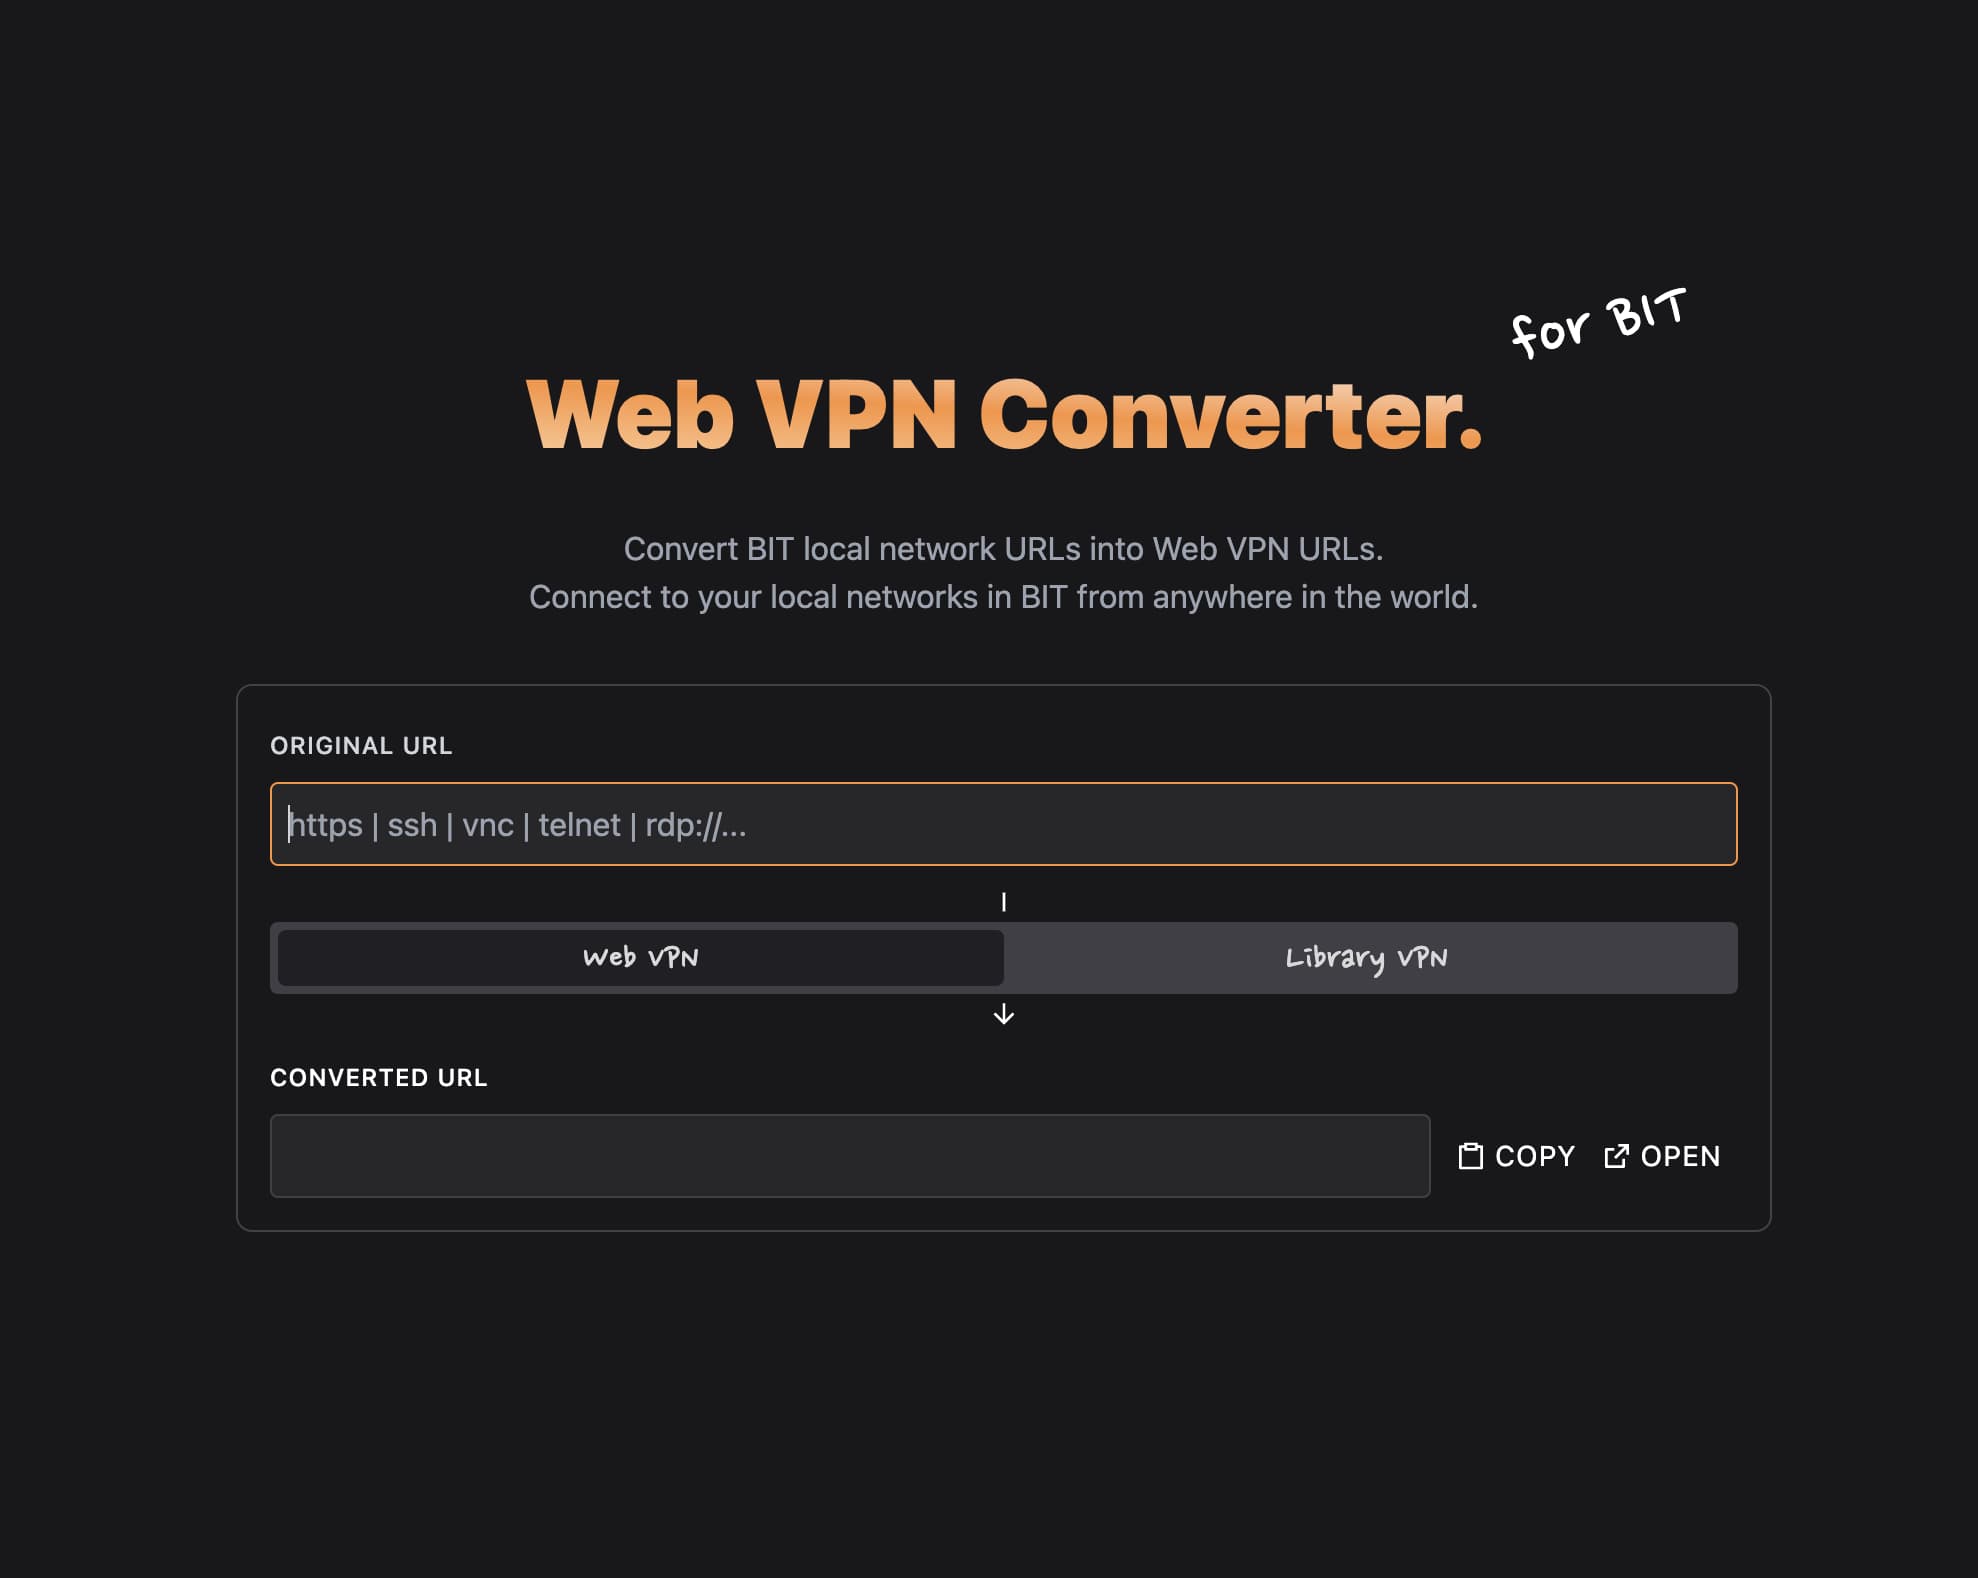 for BIT
Web VPN Converter.
Convert BIT local network URLs into Web VPN URLs.
Connect to your local networks in BIT from anywhere in the world.
ORIGINAL URL
https | ssh | vnc | telnet | rdp://...
Web VPN
Library VPN
CONVERTED URL
COPY OPEN